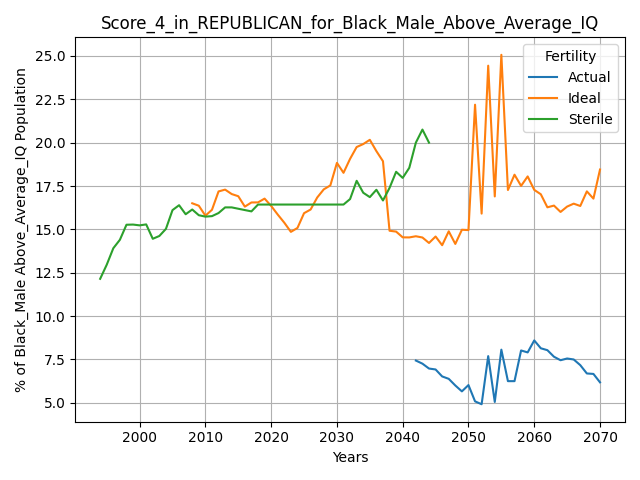 Score_4_in_REPUBLICAN_for_Black_Male_Above_Average_IQ
% of Black_Male Above_Average_IQ Population
25.0
22.5
20.0
17.5
15.0
12.5
10.0
7.5
5.0
Fertility
Actual
Ideal
Sterile
2000 2010 2020 2030 2040 2050 2060 2070
Years